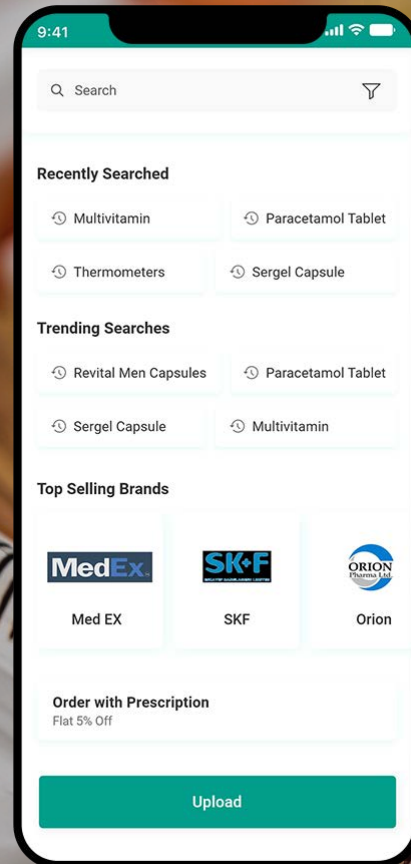 9:41
Search
Recently Searched
Multivitamin
Paracetamol Tablet
Thermometers
Sergel Capsule
Trending Searches
Revital Men Capsules
Paracetamol Tablet
Sergel Capsule
Multivitamin
Top Selling Brands
MedEx
SK+F
ORION
Pharma Ltd.
Med EX
SKF
Orion
Order with Prescription
Flat 5% Off
Upload